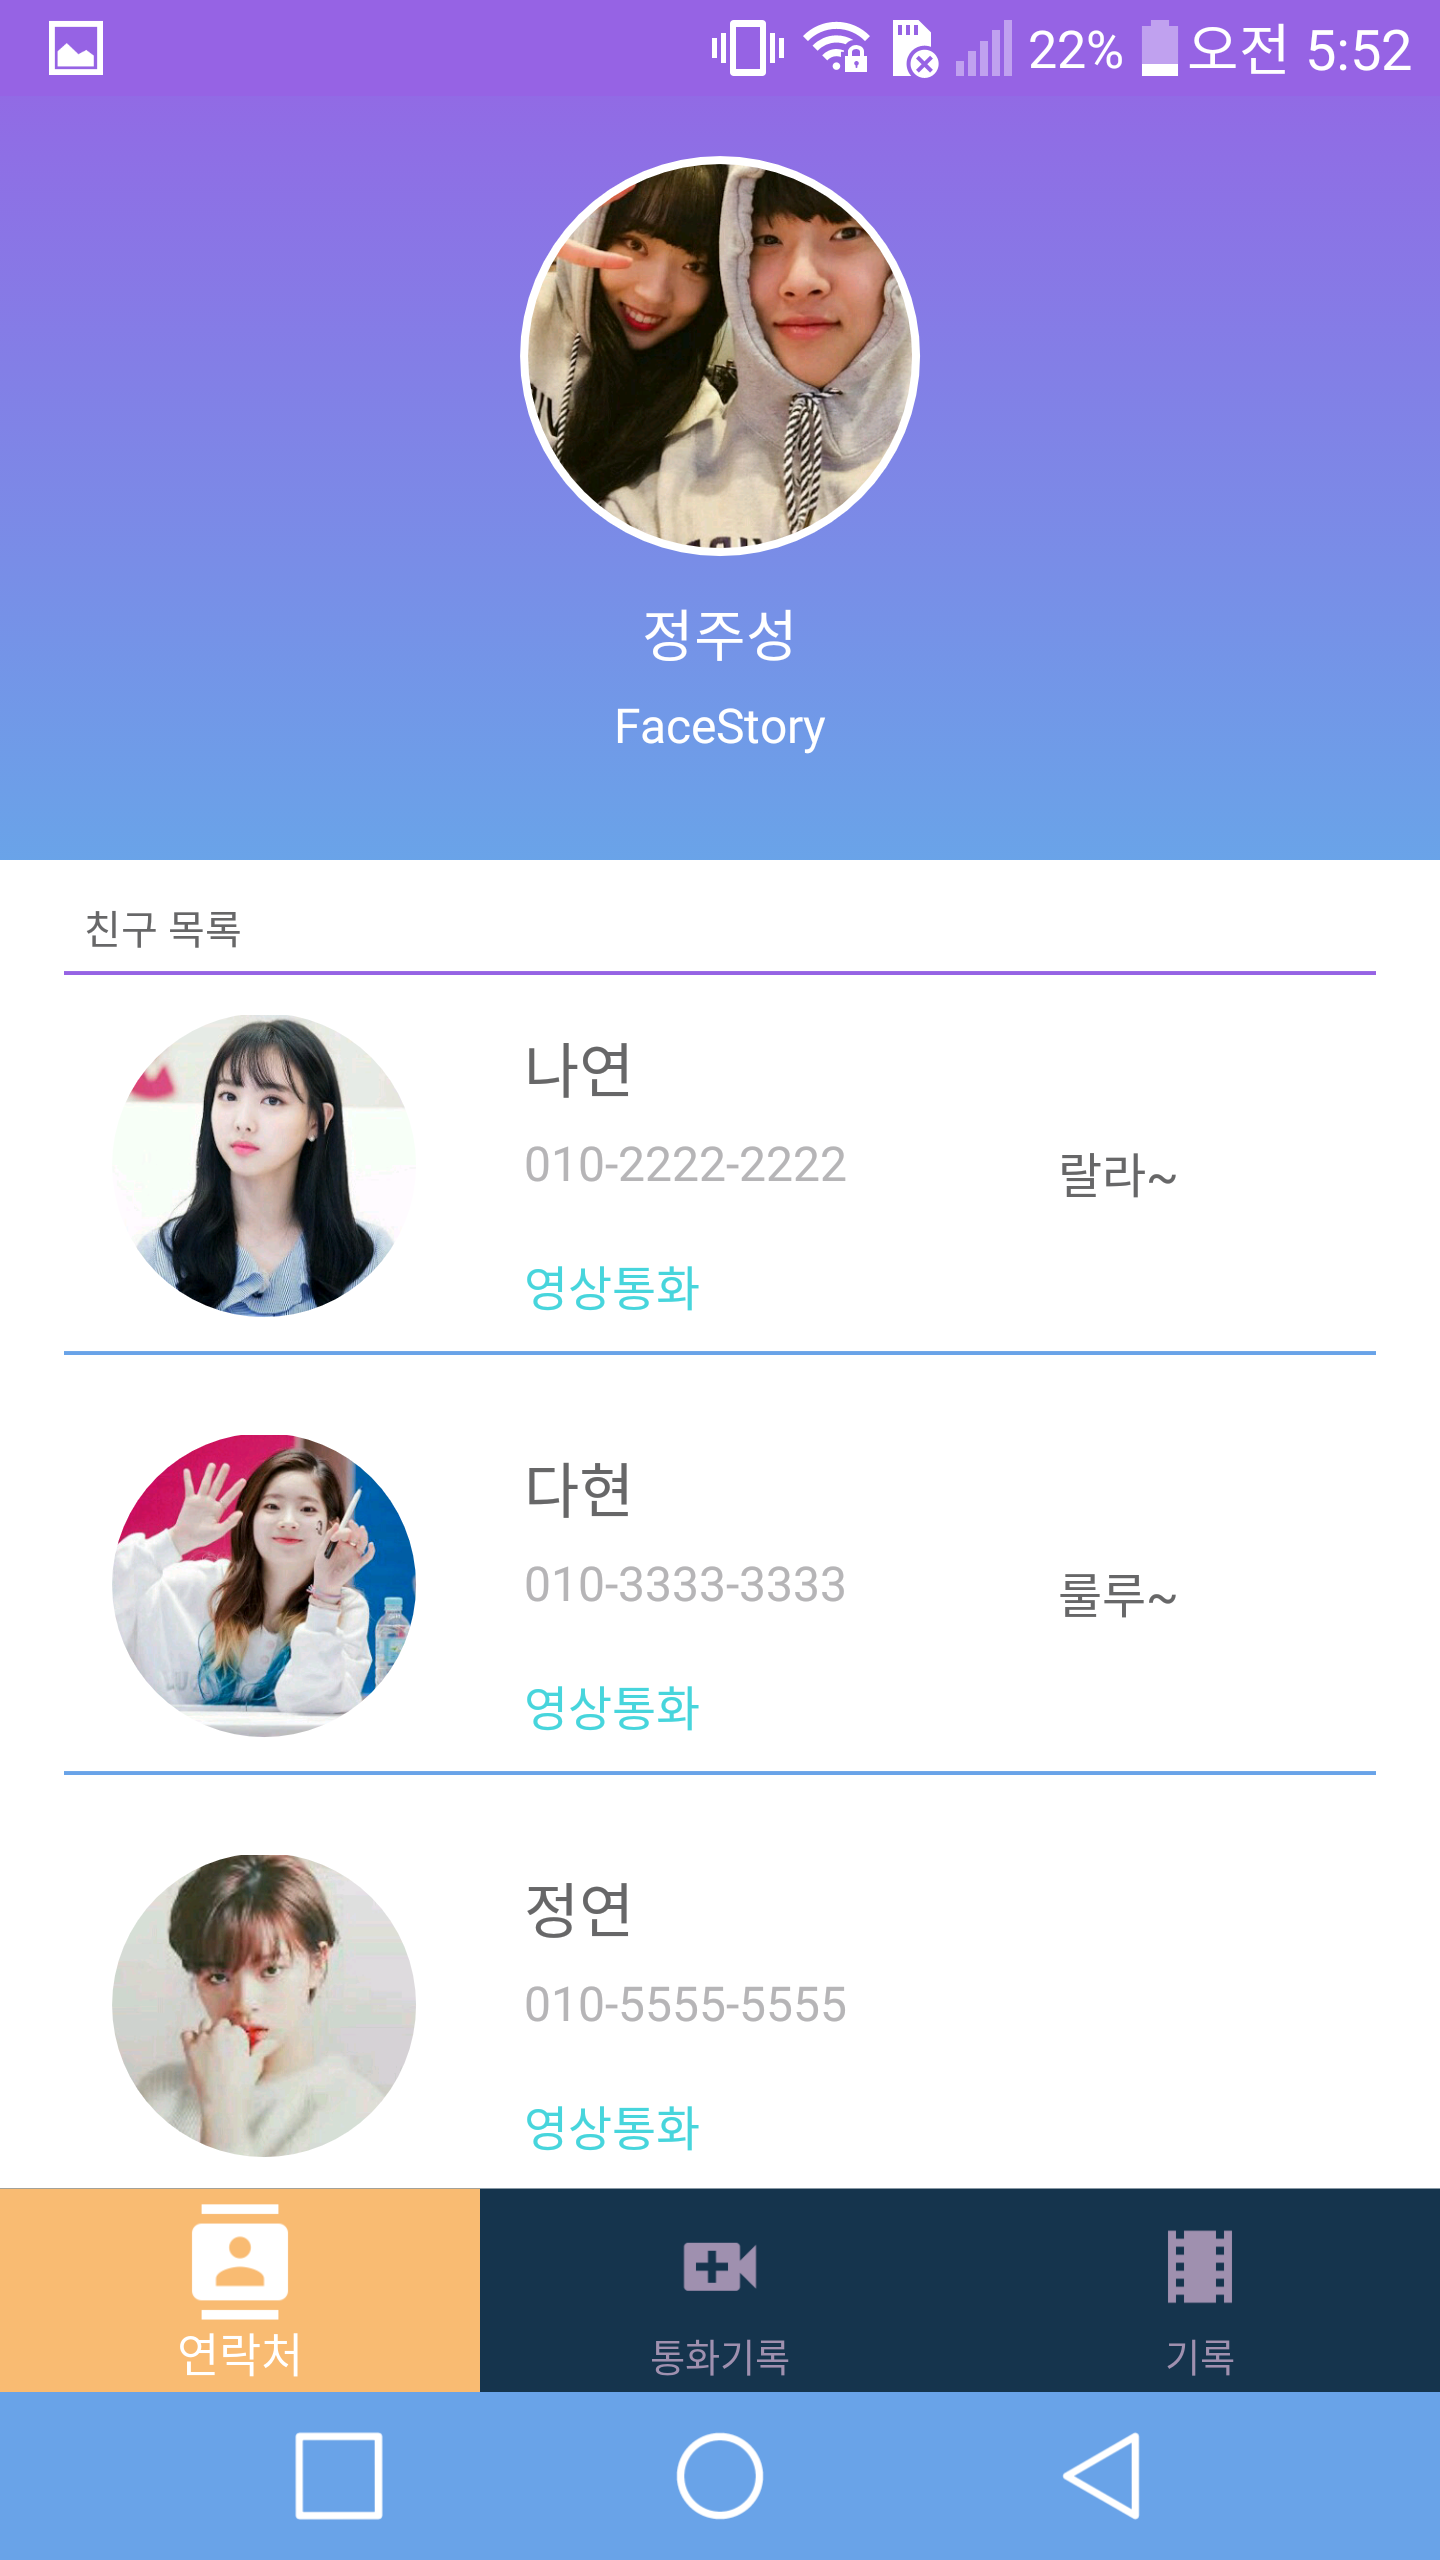 22% 오전 5:52
정주성
FaceStory
친구 목록
나연
010-2222-2222
랄라~
영상통화
다현
010-3333-3333
룰루~
영상통화
정연
010-5555-5555
영상통화
연락처
통화기록
기록